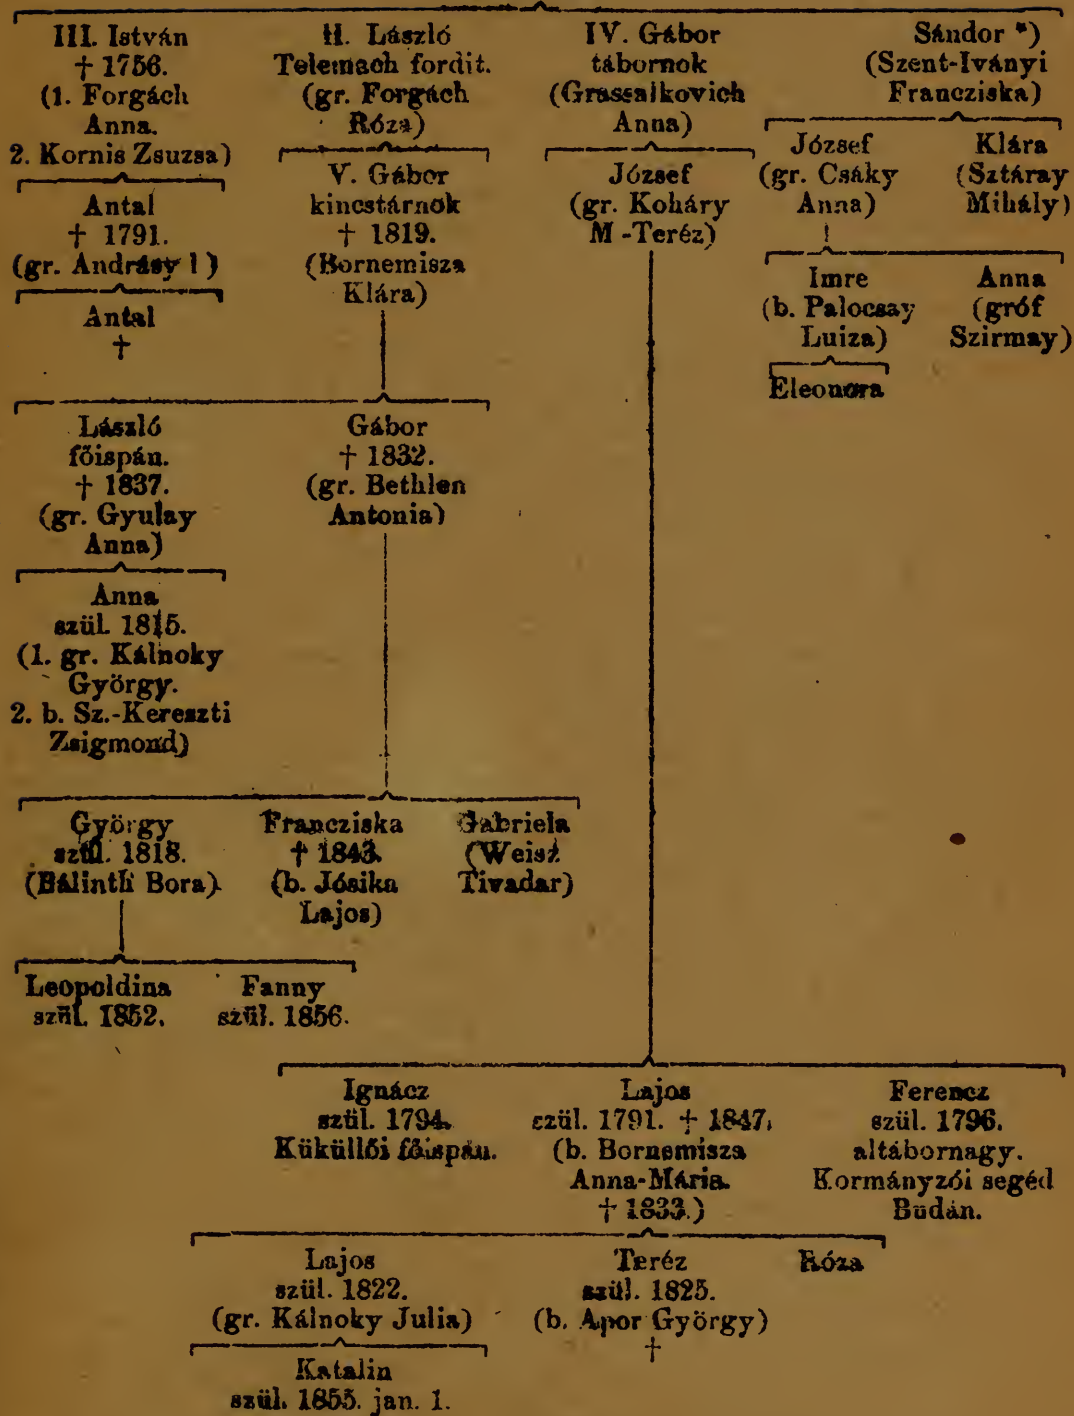 III. István
† 1756.
(1. Forgách
Anna.
2. Kornis Zsuzsa)
II. László
Telemach fordit.
(gr. Forgách
Róza)
IV. Gábor
tábornok
(Grassalkovich
Anna)
Sándor *)
(Szent-Iványi
Francziska)
Antal
† 1791.
(gr. Andrásy I)
V. Gábor
kincstárnok
† 1819.
(Bornemisza
Klára)
József
(gr. Koháry
M-Teréz)
József
(gr. Csáky
Anna)
Klára
(Sztáray
Mihály)
Antal
†
Imre
(b. Palocsay
Luiza)
Anna
(gróf
Szirmay)
Eleonora
László
főispán.
† 1837.
(gr. Gyulay
Anna)
Gábor
† 1832.
(gr. Bethlen
Antonia)
Anna
szül. 1815.
(1. gr. Kálnoky
György.
2. b. Sz.-Kereszti
Zsigmond)
György
szül. 1818.
(Bálinth Bora)
Francziska
† 1843.
(b. Jósika
Lajos)
Gabriela
(Weisz
Tivadar)
Leopoldina
szül. 1852.
Fanny
szül. 1856.
Ignácz
szül. 1794.
Küküllői főispán.
Lajos
szül. 1791. † 1847.
(b. Bornemisza
Anna-Mária.
† 1833.)
Ferencz
szül. 1796.
altábornagy.
Kormányzói segéd
Budán.
Lajos
szül. 1822.
(gr. Kálnoky Julia)
Teréz
szül. 1825.
(b. Apor György)
†
Róza
Katalin
szül. 1855. jan. 1.